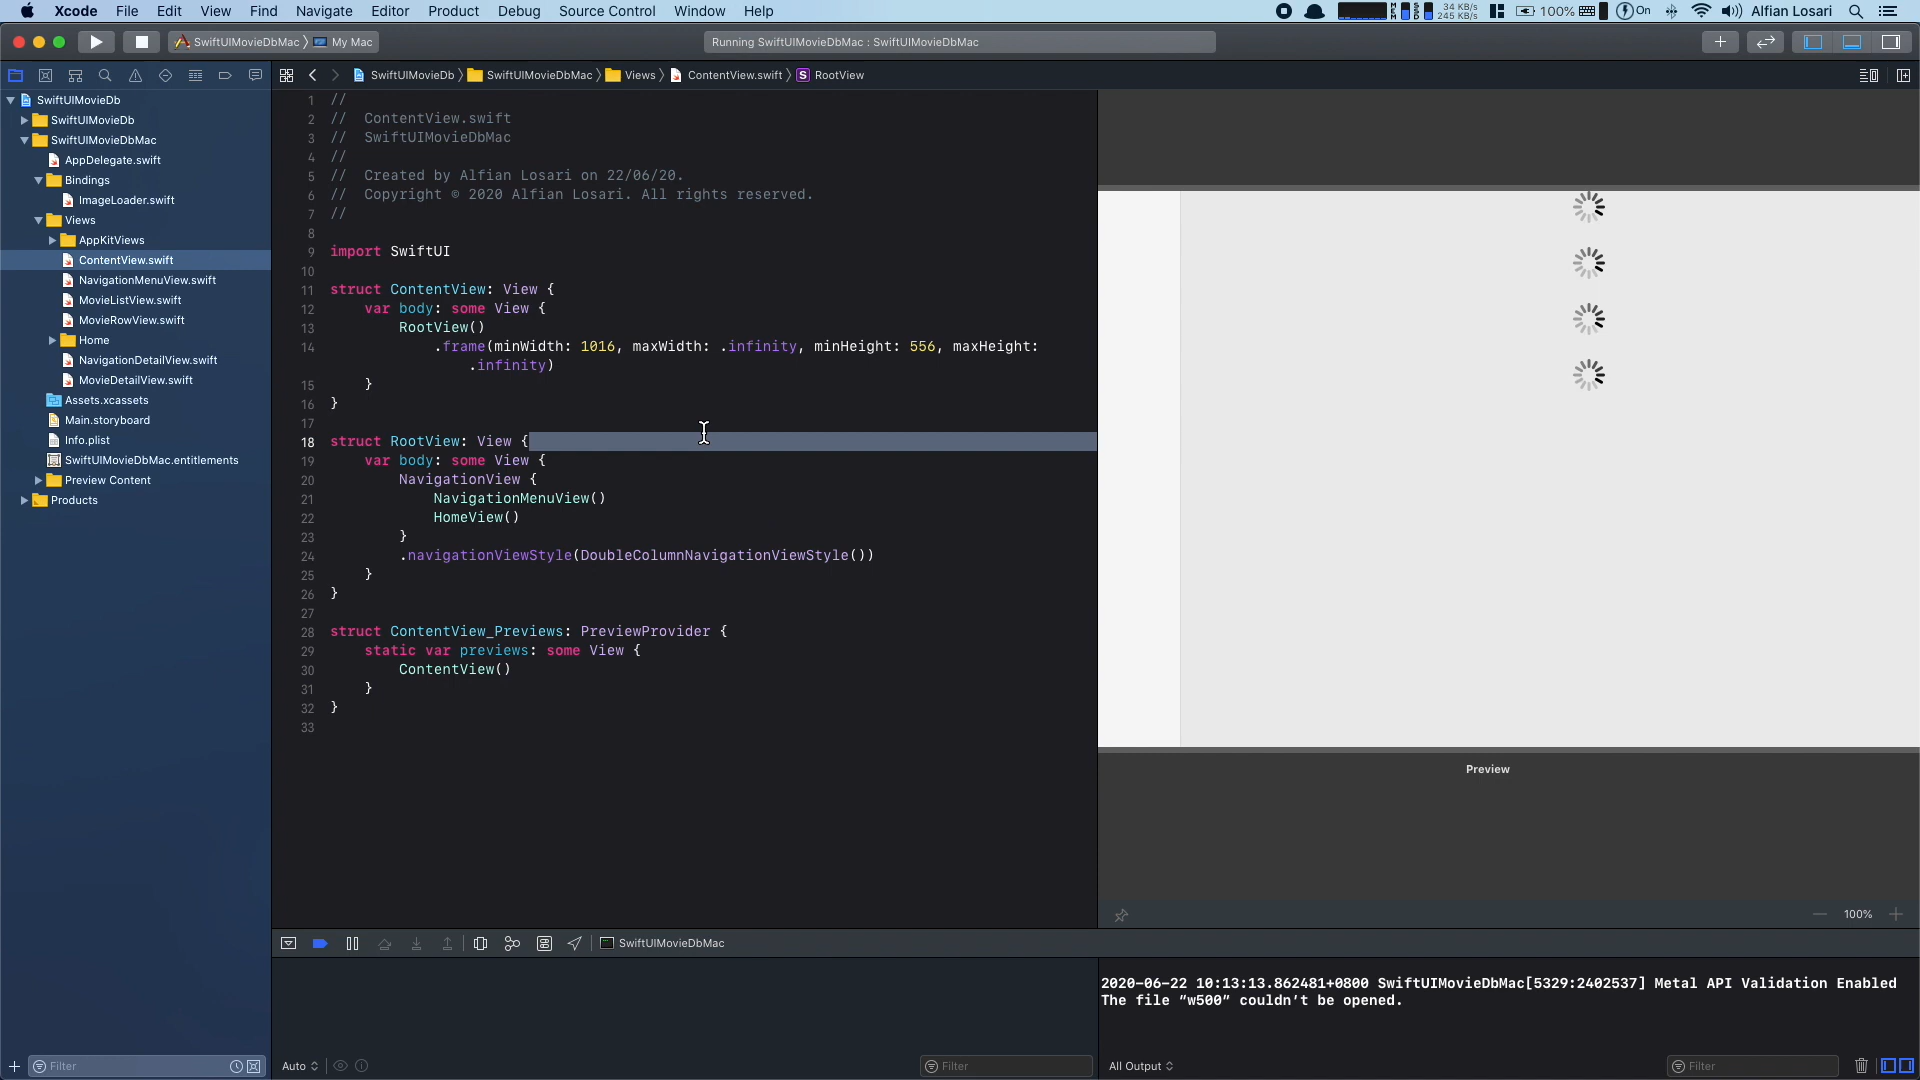 Xcode File Edit View Find Navigate Editor Product Debug Source Control Window Help 34 KB/s 245 KB/s 100% On Alfian Losari
SwiftUIMovieDbMac My Mac Running SwiftUIMovieDbMac : SwiftUIMovieDbMac
SwiftUIMovieDb SwiftUIMovieDbMac Views ContentView.swift S RootView
SwiftUIMovieDb
SwiftUIMovieDb
SwiftUIMovieDbMac
AppDelegate.swift
Bindings
ImageLoader.swift
Views
AppKitViews
ContentView.swift
NavigationMenuView.swift
MovieListView.swift
MovieRowView.swift
Home
NavigationDetailView.swift
MovieDetailView.swift
Assets.xcassets
Main.storyboard
Info.plist
SwiftUIMovieDbMac.entitlements
Preview Content
Products
Filter
1 //
2 // ContentView.swift
3 // SwiftUIMovieDbMac
4 //
5 // Created by Alfian Losari on 22/06/20.
6 // Copyright © 2020 Alfian Losari. All rights reserved.
7 //
8
9 import SwiftUI
10
11 struct ContentView: View {
12 var body: some View {
13 RootView()
14 .frame(minWidth: 1016, maxWidth: .infinity, minHeight: 556, maxHeight:
.infinity)
15 }
16 }
17
18 struct RootView: View {
19 var body: some View {
20 NavigationView {
21 NavigationMenuView()
22 HomeView()
23 }
24 .navigationViewStyle(DoubleColumnNavigationViewStyle())
25 }
26 }
27
28 struct ContentView_Previews: PreviewProvider {
29 static var previews: some View {
30 ContentView()
31 }
32 }
33
Preview
100%
SwiftUIMovieDbMac
2020-06-22 10:13:13.862481+0800 SwiftUIMovieDbMac[5329:2402537] Metal API Validation Enabled
The file “w500” couldn’t be opened.
Auto Filter All Output Filter